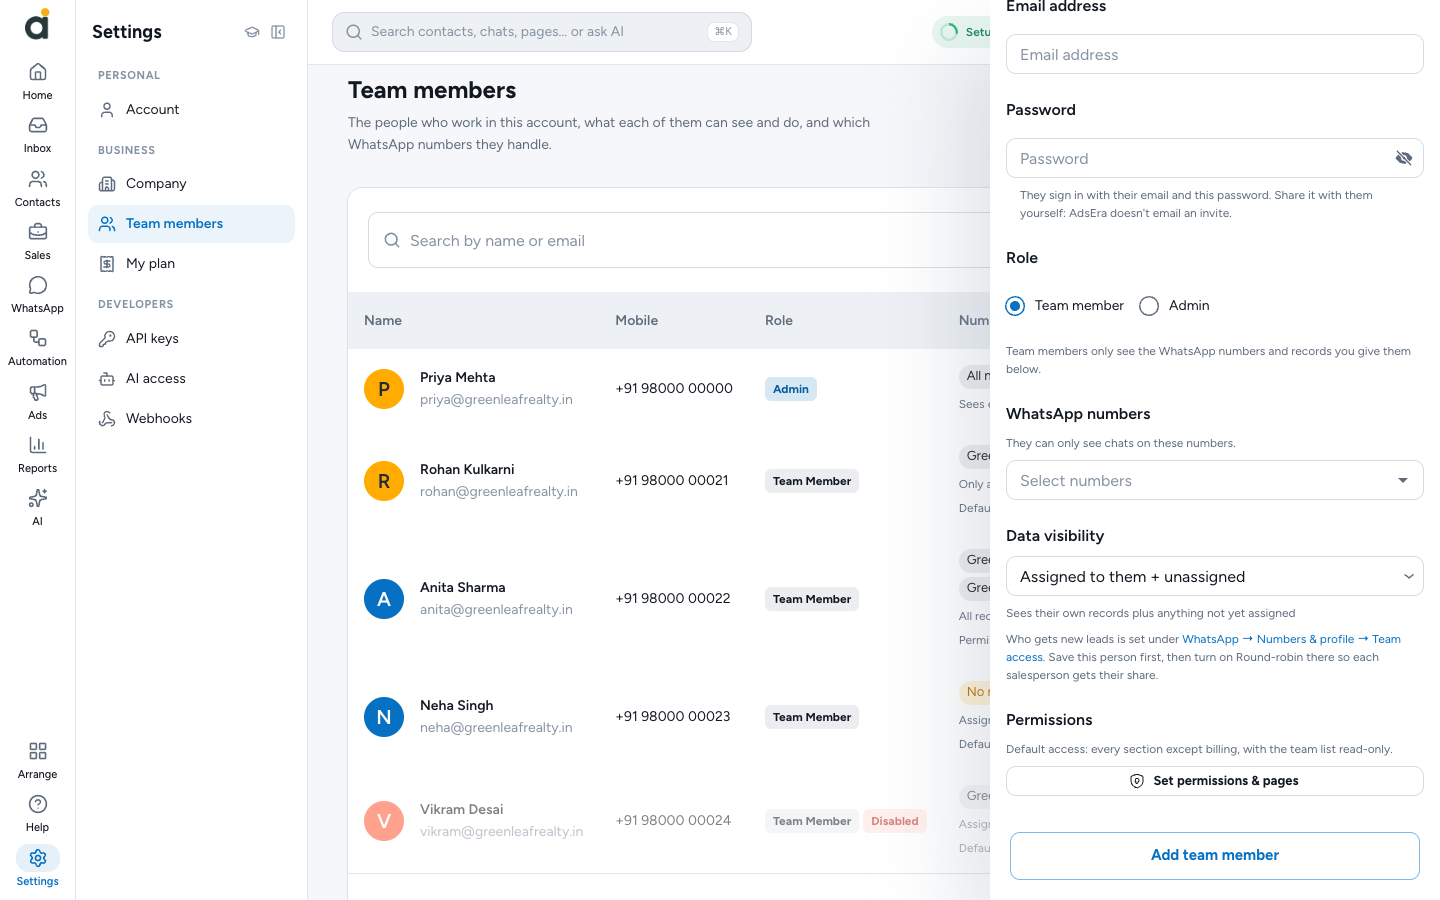 Home
Inbox
Contacts
Sales
WhatsApp
Automation
Ads
Reports
AI
Arrange
Help
Settings
Settings
PERSONAL
Account
BUSINESS
Company
Team members
My plan
DEVELOPERS
API keys
AI access
Webhooks
Search contacts, chats, pages... or ask AI
⌘K
Team members
The people who work in this account, what each of them can see and do, and which
WhatsApp numbers they handle.
Search by name or email
Name Mobile Role
Priya Mehta
priya@greenleafrealty.in
+91 98000 00000
Admin
Rohan Kulkarni
rohan@greenleafrealty.in
+91 98000 00021
Team Member
Anita Sharma
anita@greenleafrealty.in
+91 98000 00022
Team Member
Neha Singh
neha@greenleafrealty.in
+91 98000 00023
Team Member
Vikram Desai
vikram@greenleafrealty.in
+91 98000 00024
Team Member Disabled
Email address
Email address
Password
Password
They sign in with their email and this password. Share it with them
yourself: AdsEra doesn't email an invite.
Role
Team member Admin
Team members only see the WhatsApp numbers and records you give them
below.
WhatsApp numbers
They can only see chats on these numbers.
Select numbers
Data visibility
Assigned to them + unassigned
Sees their own records plus anything not yet assigned
Who gets new leads is set under WhatsApp → Numbers & profile → Team
access. Save this person first, then turn on Round-robin there so each
salesperson gets their share.
Permissions
Default access: every section except billing, with the team list read-only.
Set permissions & pages
Add team member